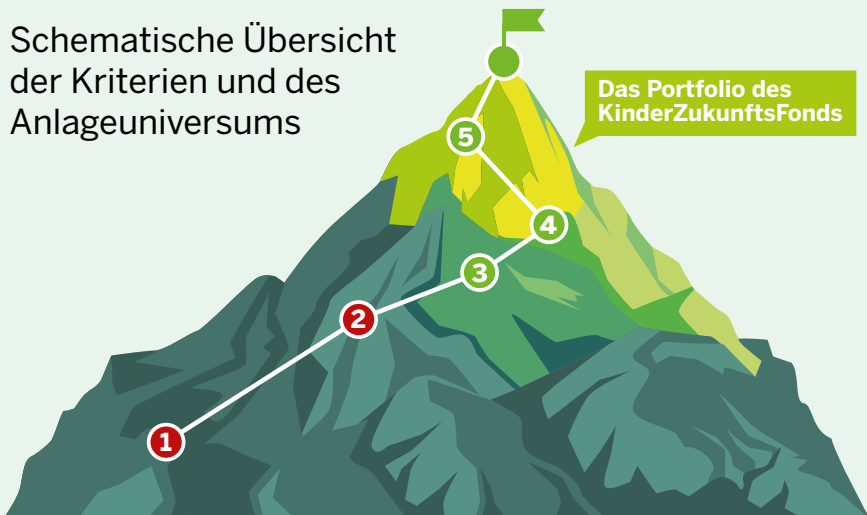 Schematische Übersicht
der Kriterien und des
Anlageuniversums
Das Portfolio des
KinderZukunftsFonds
5
4
3
2
1